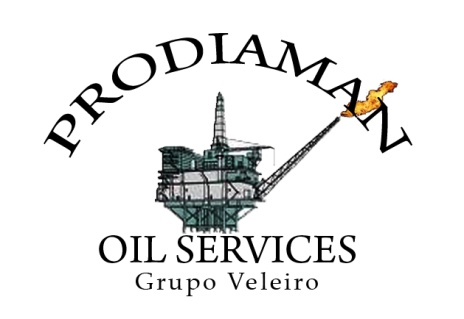 PRODIAMAN
OIL SERVICES
Grupo Veleiro